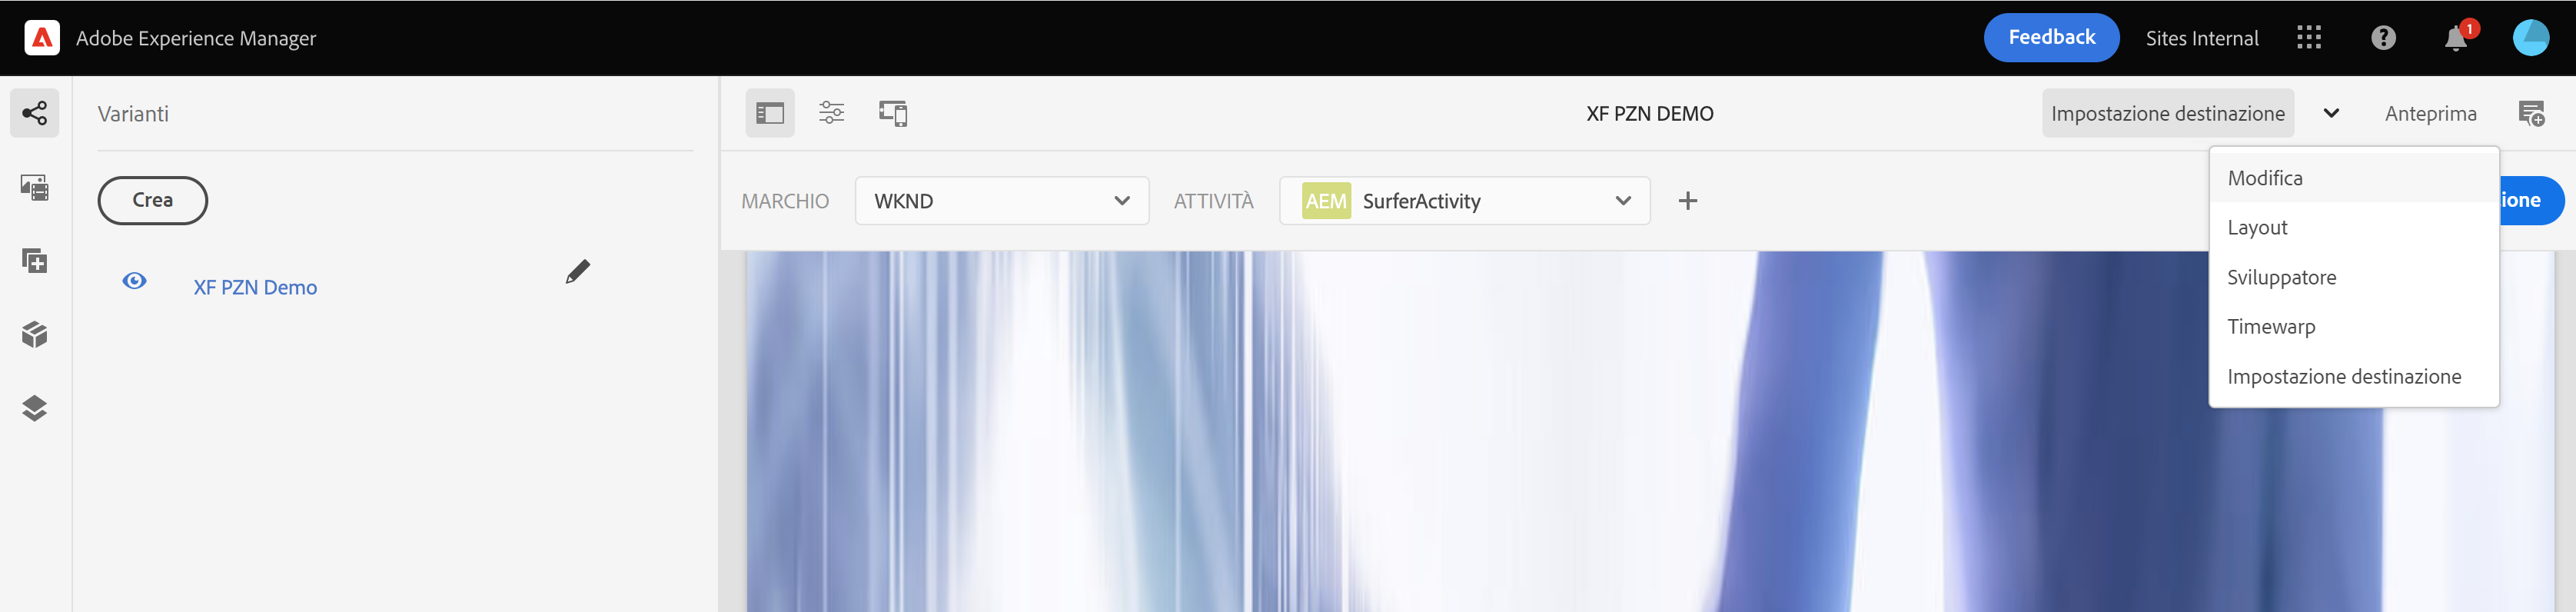 Adobe Experience Manager
Feedback
Sites Internal
1
Varianti
XF PZN DEMO
Impostazione destinazione
Anteprima
Crea
MARCHIO
WKND
ATTIVITÀ
AEM SurferActivity
XF PZN Demo
Modifica
Layout
Sviluppatore
Timewarp
Impostazione destinazione